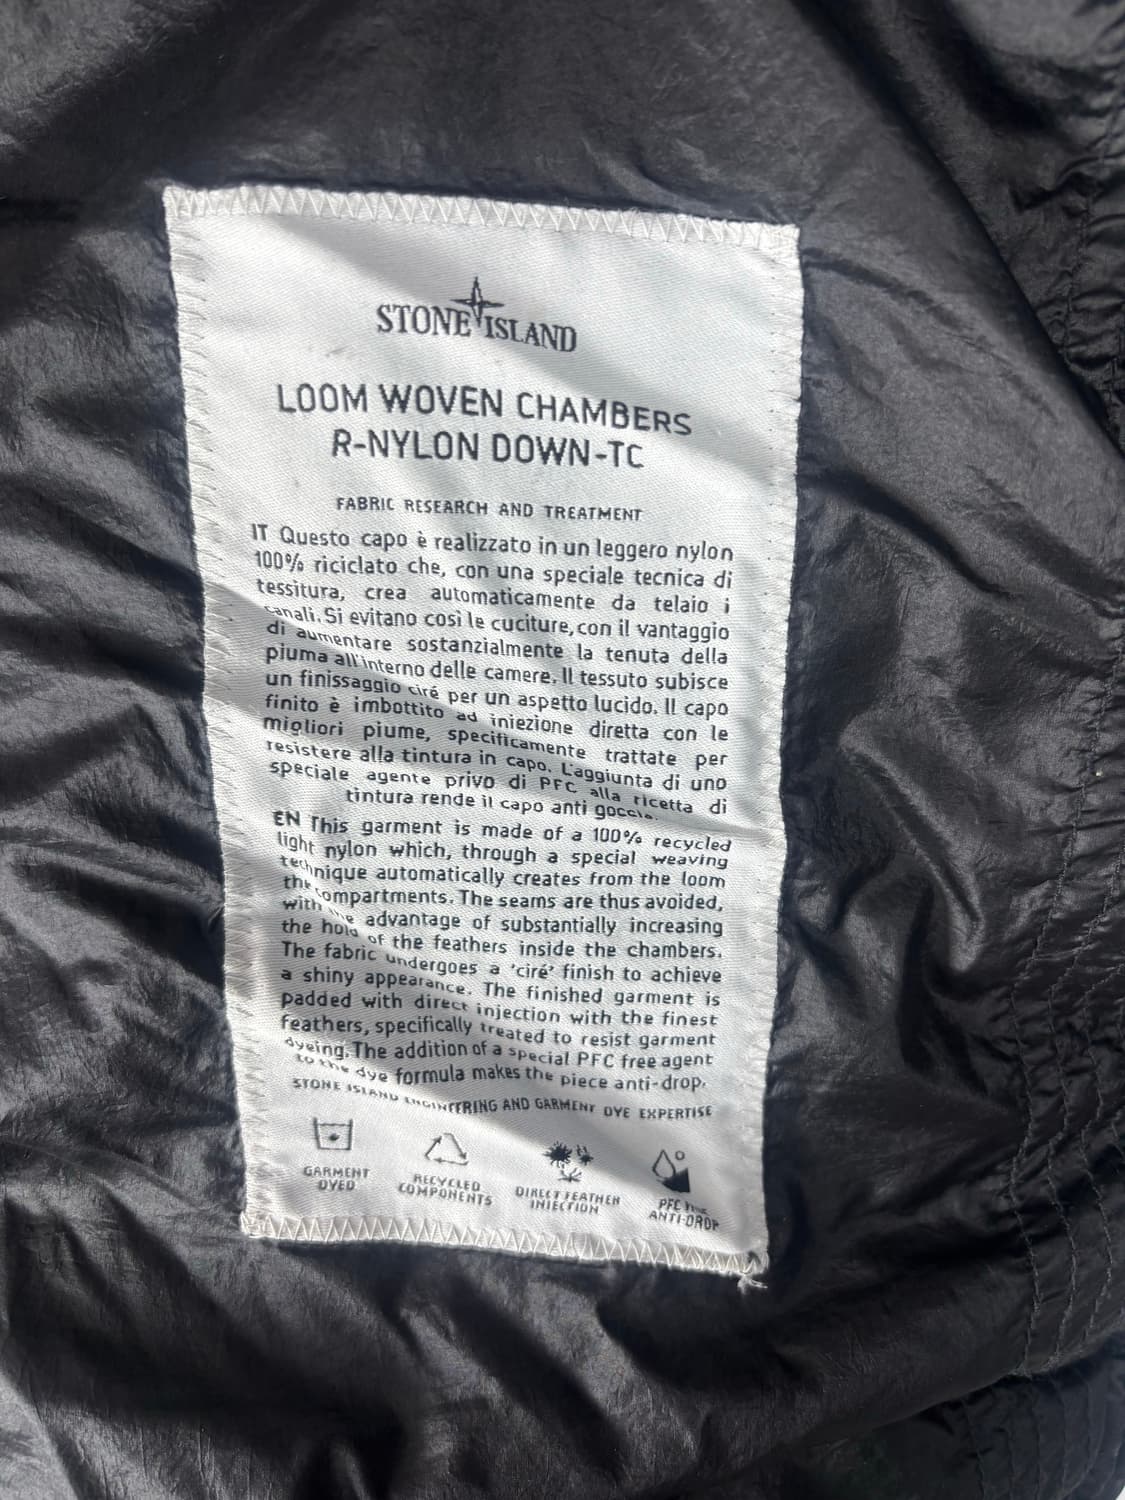 STONE ISLAND
LOOM WOVEN CHAMBERS
R-NYLON DOWN-TC
FABRIC RESEARCH AND TREATMENT
IT Questo capo è realizzato in un leggero nylon
100% riciclato che, con una speciale tecnica di
tessitura, crea automaticamente da telaio i
canali. Si evitano così le cuciture, con il vantaggio
di aumentare sostanzialmente la tenuta della
piuma all'interno delle camere. Il tessuto subisce
un finissaggio ciré per un aspetto lucido. Il capo
finito è imbottito ad iniezione diretta con le
migliori piume, specificamente trattate per
resistere alla tintura in capo. L'aggiunta di uno
speciale agente privo di PFC alla ricetta di
tintura rende il capo anti goccia.
EN This garment is made of a 100% recycled
light nylon which, through a special weaving
technique automatically creates from the loom
the compartments. The seams are thus avoided,
with the advantage of substantially increasing
the hold of the feathers inside the chambers.
The fabric undergoes a 'ciré' finish to achieve
a shiny appearance. The finished garment is
padded with direct injection with the finest
feathers, specifically treated to resist garment
dyeing. The addition of a special PFC free agent
to the dye formula makes the piece anti-drop.
STONE ISLAND ENGINEERING AND GARMENT DYE EXPERTISE
GARMENT
DYED
RECYCLED
COMPONENTS
DIRECT FEATHER
INJECTION
PFC FREE
ANTI-DROP